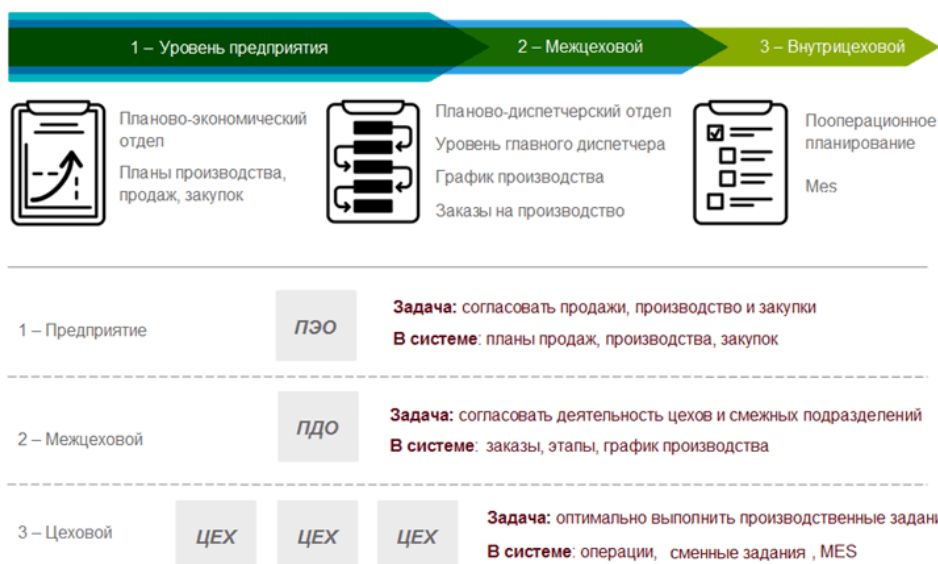 1 – Уровень предприятия
2 – Межцеховой
3 – Внутрицеховой
Планово-экономический
отдел
Планы производства,
продаж, закупок
Планово-диспетчерский отдел
Уровень главного диспетчера
График производства
Заказы на производство
Пооперационное
планирование
Mes
1 – Предприятие
ПЭО
Задача: согласовать продажи, производство и закупки
В системе: планы продаж, производства, закупок
2 – Межцеховой
ПДО
Задача: согласовать деятельность цехов и смежных подразделений
В системе: заказы, этапы, график производства
3 – Цеховой
ЦЕХ
ЦЕХ
ЦЕХ
Задача: оптимально выполнить производственные задани
В системе: операции, сменные задания , MES